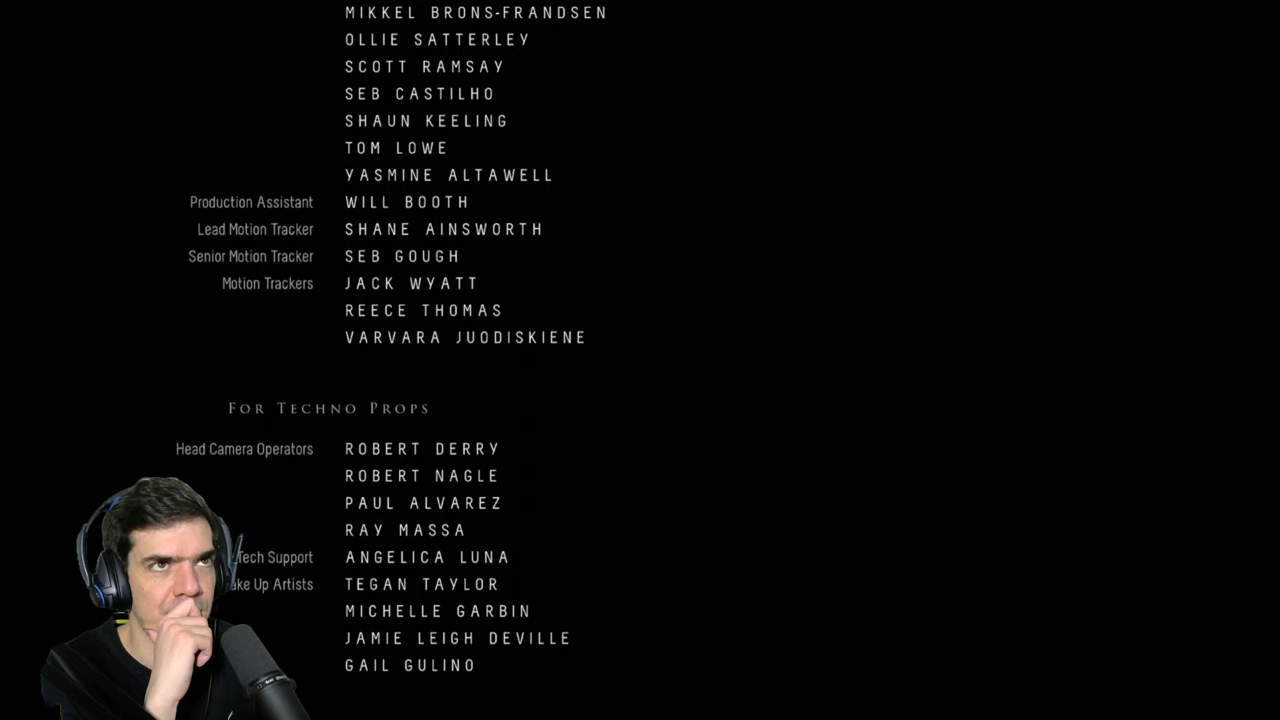 MIKKEL BRONS-FRANDSEN
OLLIE SATTERLEY
SCOTT RAMSAY
SEB CASTILHO
SHAUN KEELING
TOM LOWE
YASMINE ALTAWELL
Production Assistant WILL BOOTH
Lead Motion Tracker SHANE AINSWORTH
Senior Motion Tracker SEB GOUGH
Motion Trackers JACK WYATT
REECE THOMAS
VARVARA JUODISKIENE
FOR TECHNO PROPS
Head Camera Operators ROBERT DERRY
ROBERT NAGLE
PAUL ALVAREZ
RAY MASSA
Tech Support ANGELICA LUNA
Up Artists TEGAN TAYLOR
MICHELLE GARBIN
JAMIE LEIGH DEVILLE
GAIL GULINO